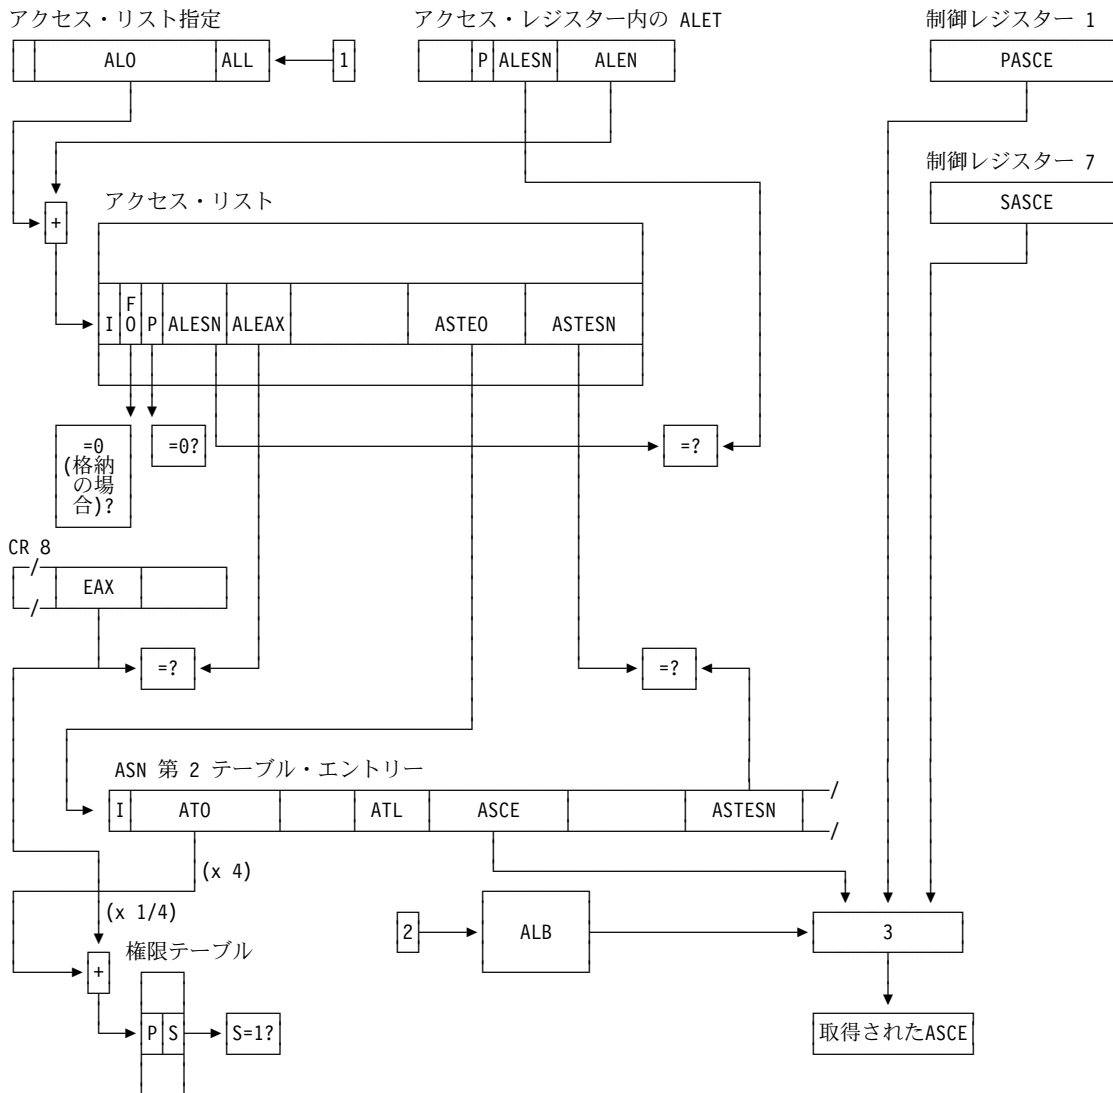 アクセス・リスト指定
アクセス・レジスター内の ALET
制御レジスター 1
ALO ALL 1
P ALESN ALEN
PASCE
制御レジスター 7
アクセス・リスト
SASCE
+
I FO P ALESN ALEAX ASTEO ASTESN
=0
(格納
の場
合)?
=0?
=?
CR 8
EAX
=?
=?
ASN 第 2 テーブル・エントリー
I ATO ATL ASCE ASTESN
(x 4)
(x 1/4)
2 ALB 3
権限テーブル
+
P S S=1?
取得されたASCE